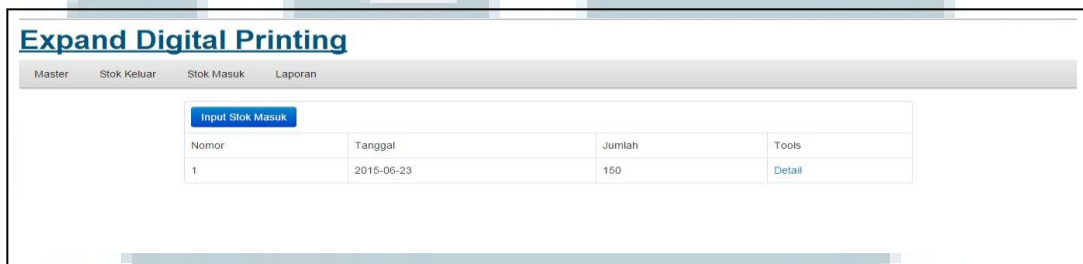 Expand Digital Printing
Master Stok Keluar Stok Masuk Laporan
Input Stok Masuk
Nomor Tanggal Jumlah Tools
1 2015-06-23 150 Detail